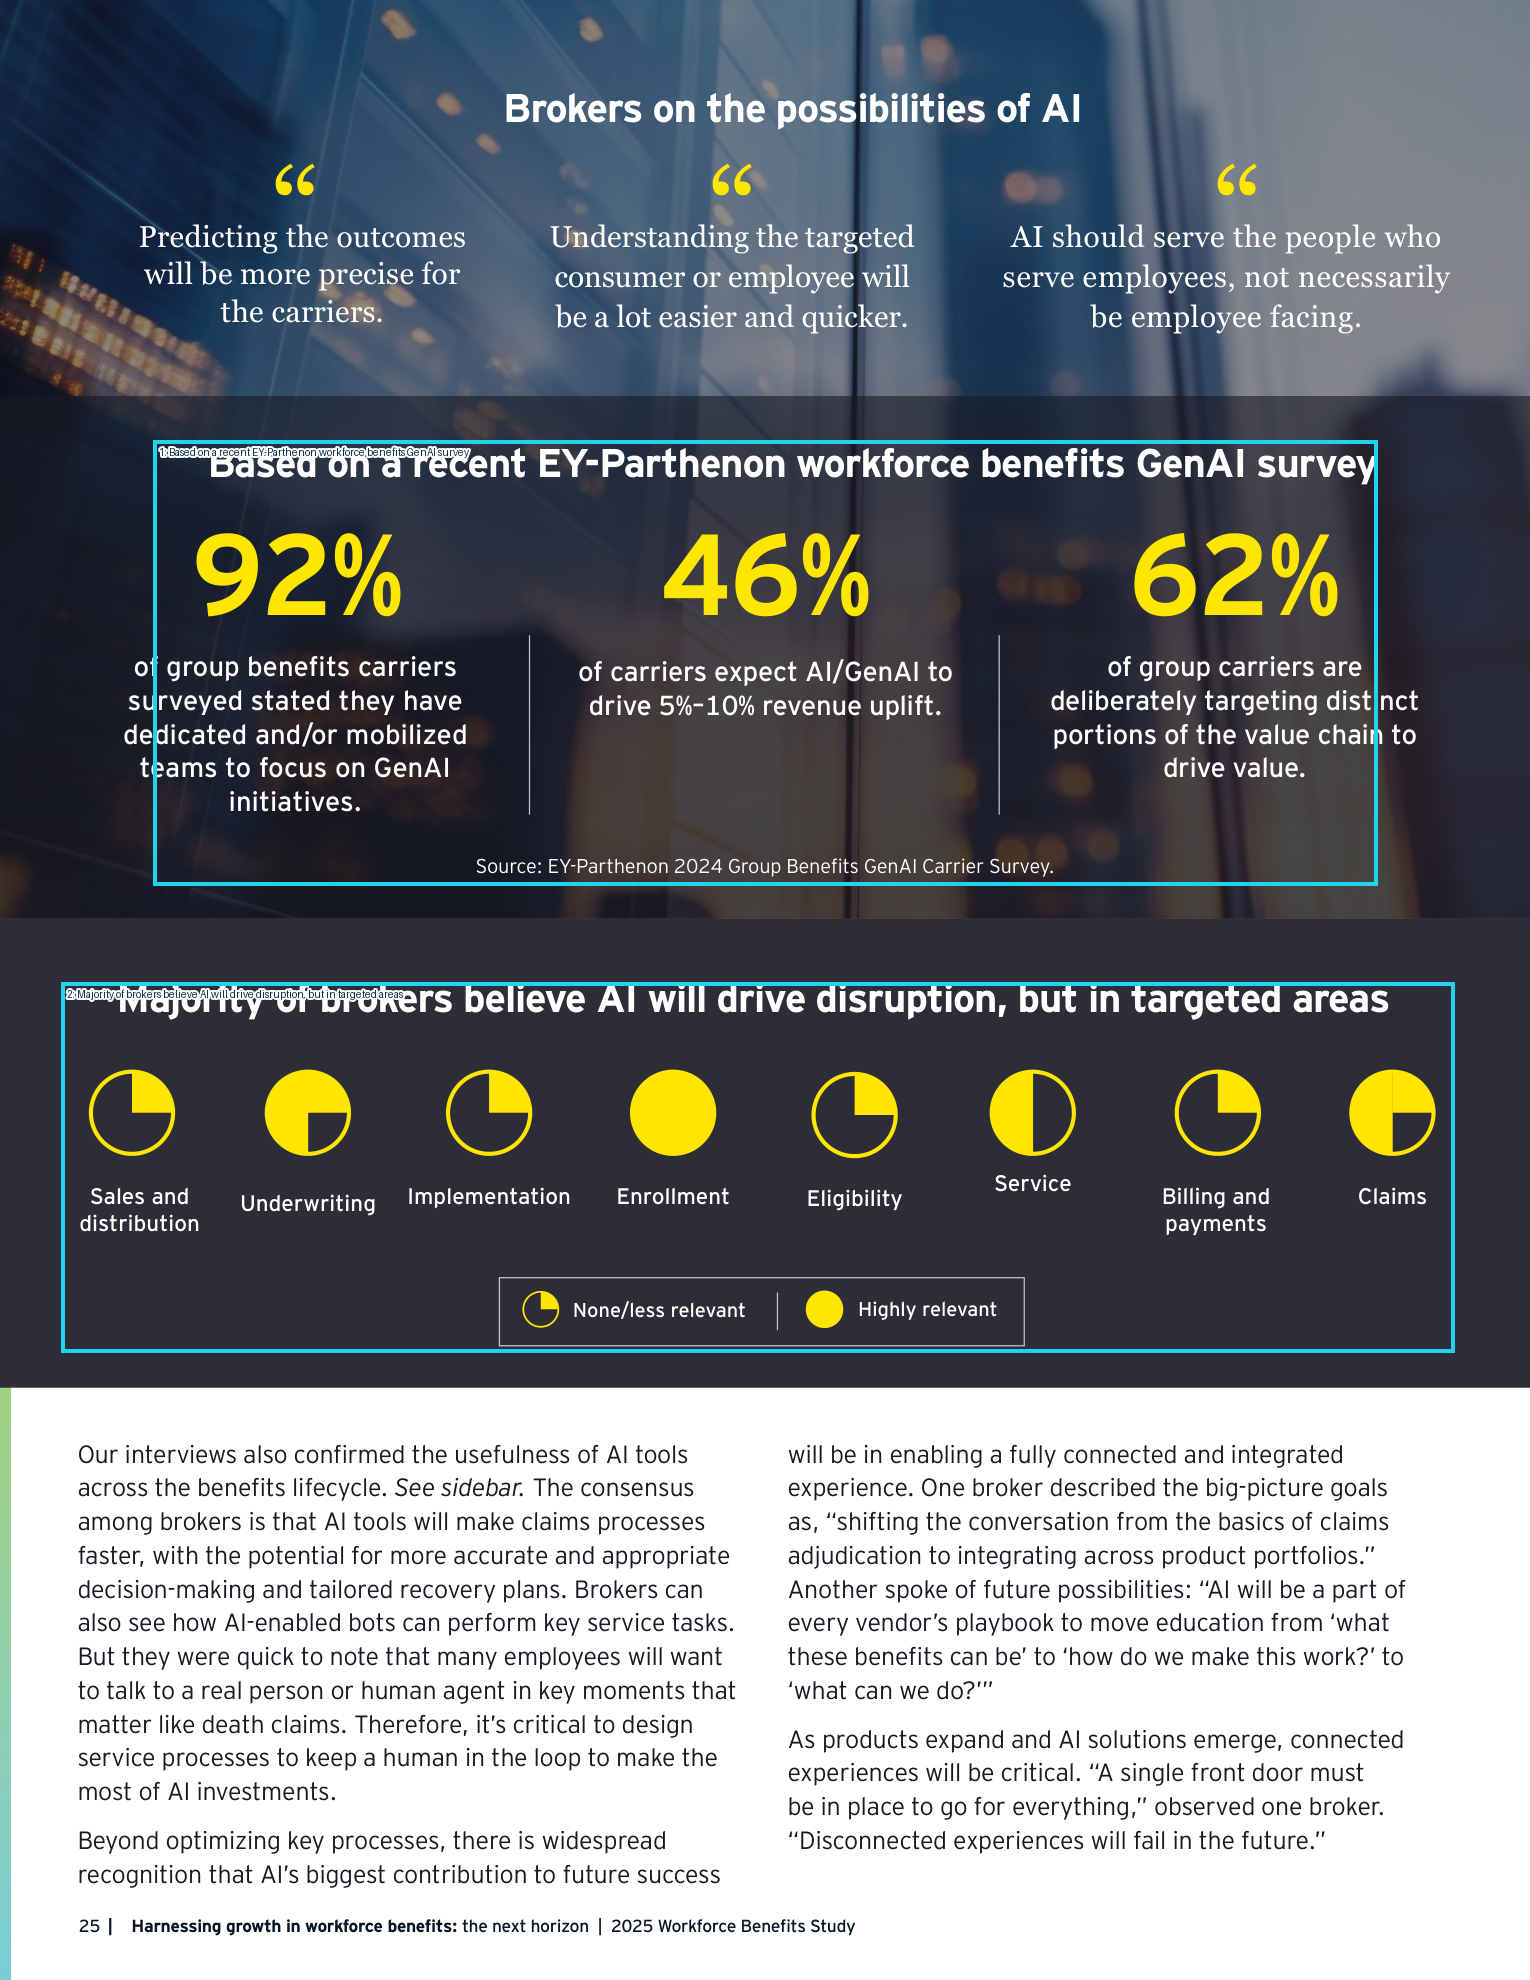 Brokers on the possibilities of AI
“
Predicting the outcomes
will be more precise for
the carriers.
“
Understanding the targeted
consumer or employee will
be a lot easier and quicker.
“
AI should serve the people who
serve employees, not necessarily
be employee facing.
1: Based on a recent EY-Parthenon workforce benefits GenAI survey
Based on a recent EY-Parthenon workforce benefits GenAI survey
92%
of group benefits carriers
surveyed stated they have
dedicated and/or mobilized
teams to focus on GenAI
initiatives.
46%
of carriers expect AI/GenAI to
drive 5%–10% revenue uplift.
62%
of group carriers are
deliberately targeting distinct
portions of the value chain to
drive value.
Source: EY-Parthenon 2024 Group Benefits GenAI Carrier Survey.
2: Majority of brokers believe AI will drive disruption, but in targeted areas
Majority of brokers believe AI will drive disruption, but in targeted areas
Sales and
distribution
Underwriting
Implementation
Enrollment
Eligibility
Service
Billing and
payments
Claims
None/less relevant
Highly relevant
Our interviews also confirmed the usefulness of AI tools
across the benefits lifecycle. See sidebar. The consensus
among brokers is that AI tools will make claims processes
faster, with the potential for more accurate and appropriate
decision-making and tailored recovery plans. Brokers can
also see how AI-enabled bots can perform key service tasks.
But they were quick to note that many employees will want
to talk to a real person or human agent in key moments that
matter like death claims. Therefore, it’s critical to design
service processes to keep a human in the loop to make the
most of AI investments.
Beyond optimizing key processes, there is widespread
recognition that AI’s biggest contribution to future success
will be in enabling a fully connected and integrated
experience. One broker described the big-picture goals
as, “shifting the conversation from the basics of claims
adjudication to integrating across product portfolios.”
Another spoke of future possibilities: “AI will be a part of
every vendor’s playbook to move education from ‘what
these benefits can be’ to ‘how do we make this work?’ to
‘what can we do?’”
As products expand and AI solutions emerge, connected
experiences will be critical. “A single front door must
be in place to go for everything,” observed one broker.
“Disconnected experiences will fail in the future.”
25 | Harnessing growth in workforce benefits: the next horizon | 2025 Workforce Benefits Study